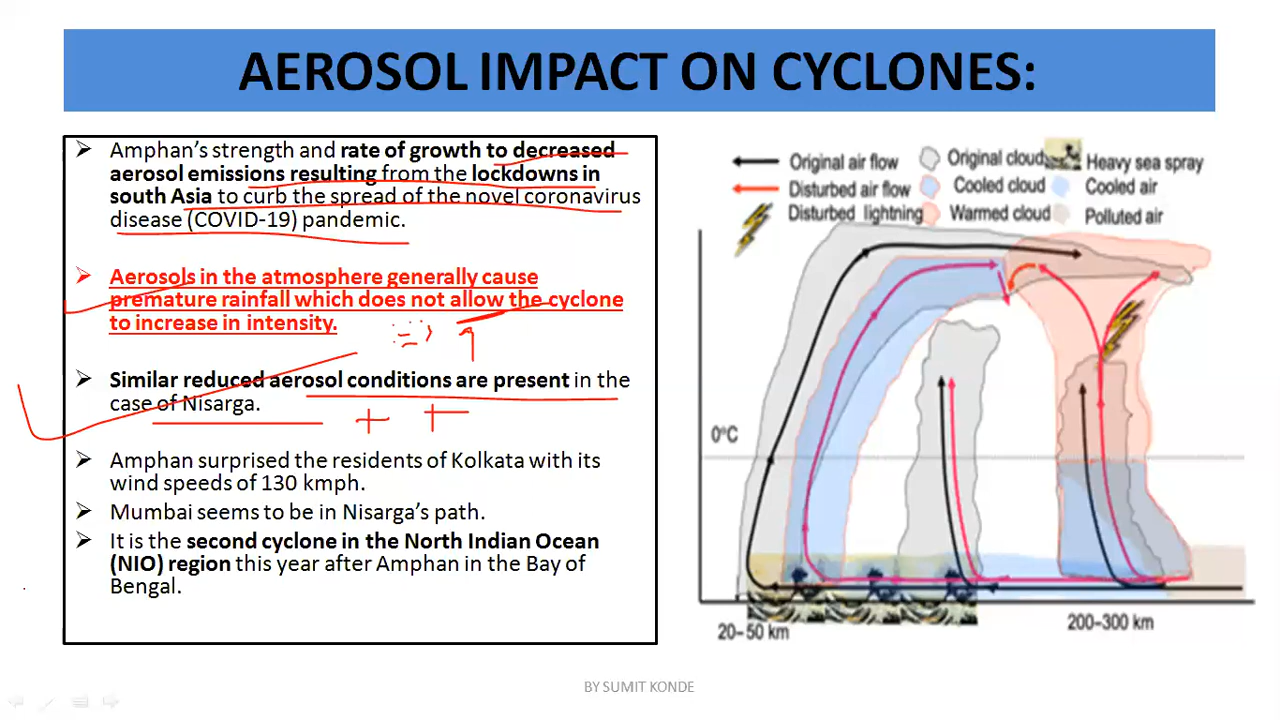 AEROSOL IMPACT ON CYCLONES:
Amphan's strength and rate of growth to decreased
aerosol emissions resulting from the lockdowns in
south Asia to curb the spread of the novel coronavirus
disease (COVID-19) pandemic.
Aerosols in the atmosphere generally cause
premature rainfall which does not allow the cyclone
to increase in intensity.
Similar reduced aerosol conditions are present in the
case of Nisarga.
Amphan surprised the residents of Kolkata with its
wind speeds of 130 kmph.
Mumbai seems to be in Nisarga's path.
It is the second cyclone in the North Indian Ocean
(NIO) region this year after Amphan in the Bay of
Bengal.
Original air flow
Original clouds
Heavy sea spray
Disturbed air flow
Cooled cloud
Cooled air
Disturbed lightning
Warmed cloud
Polluted air
0°C
20–50 km
200–300 km
BY SUMIT KONDE